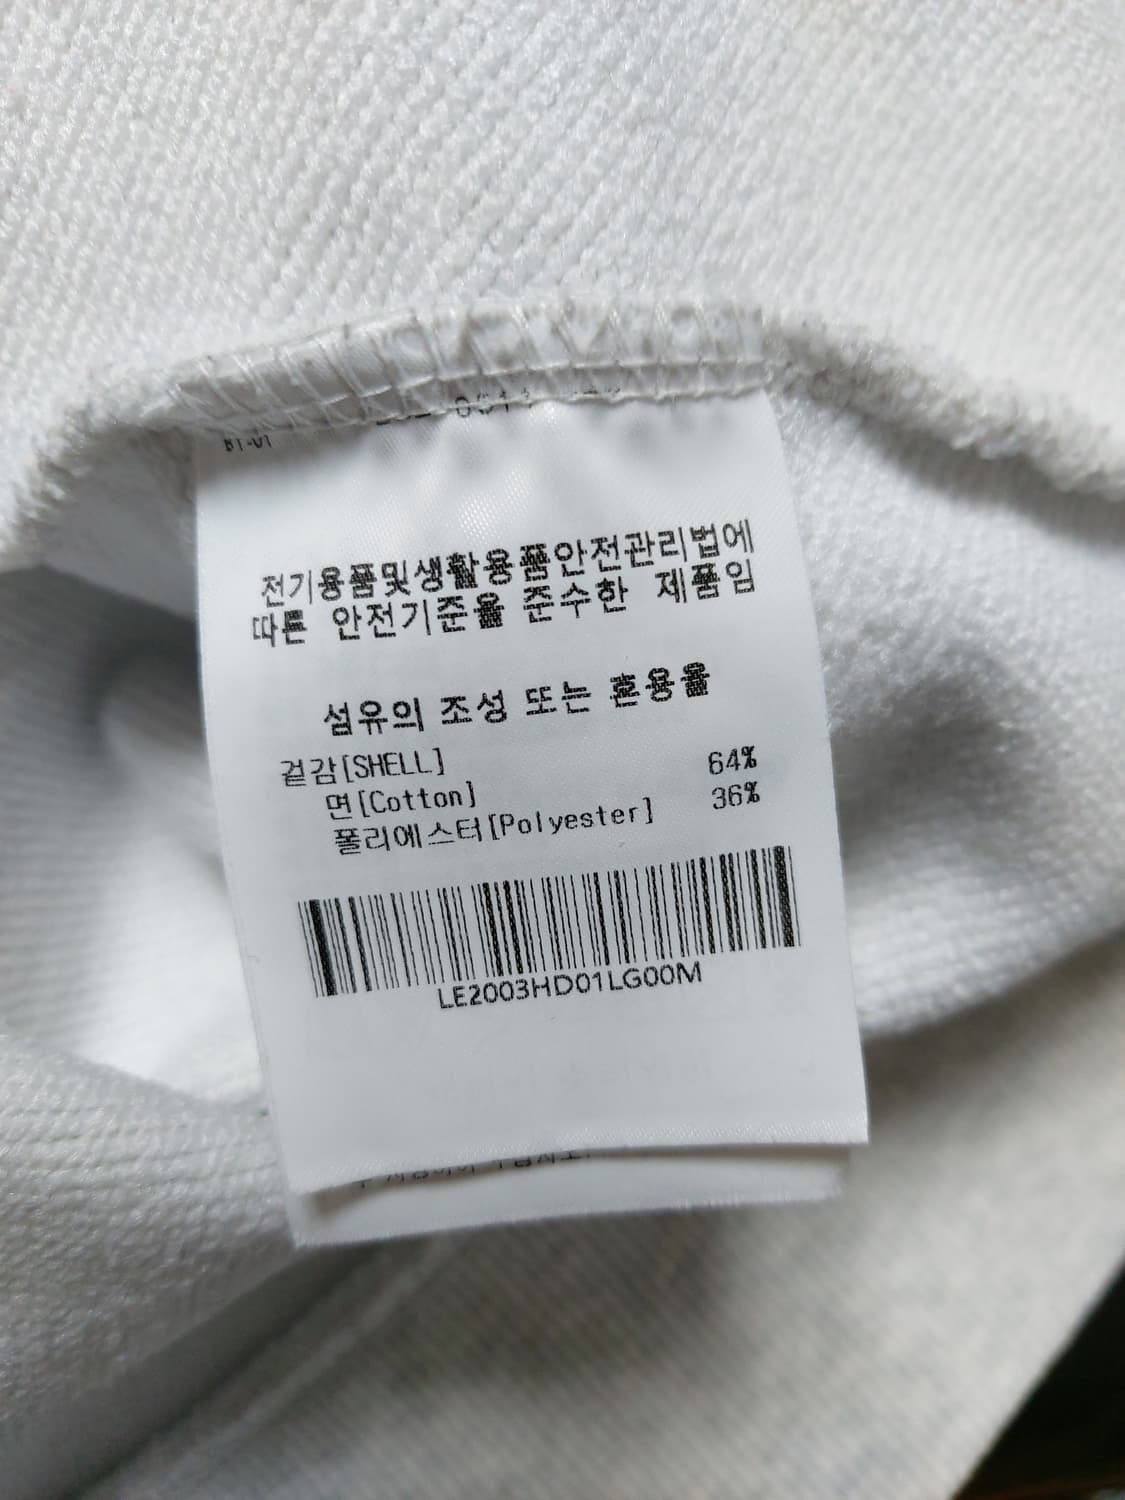 BT-01
전기용품및생활용품안전관리법에
따른 안전기준을 준수한 제품임
섬유의 조성 또는 혼용율
겉감[SHELL]
면[Cotton] 64%
폴리에스터[Polyester] 36%
LE2003HD01LG00M